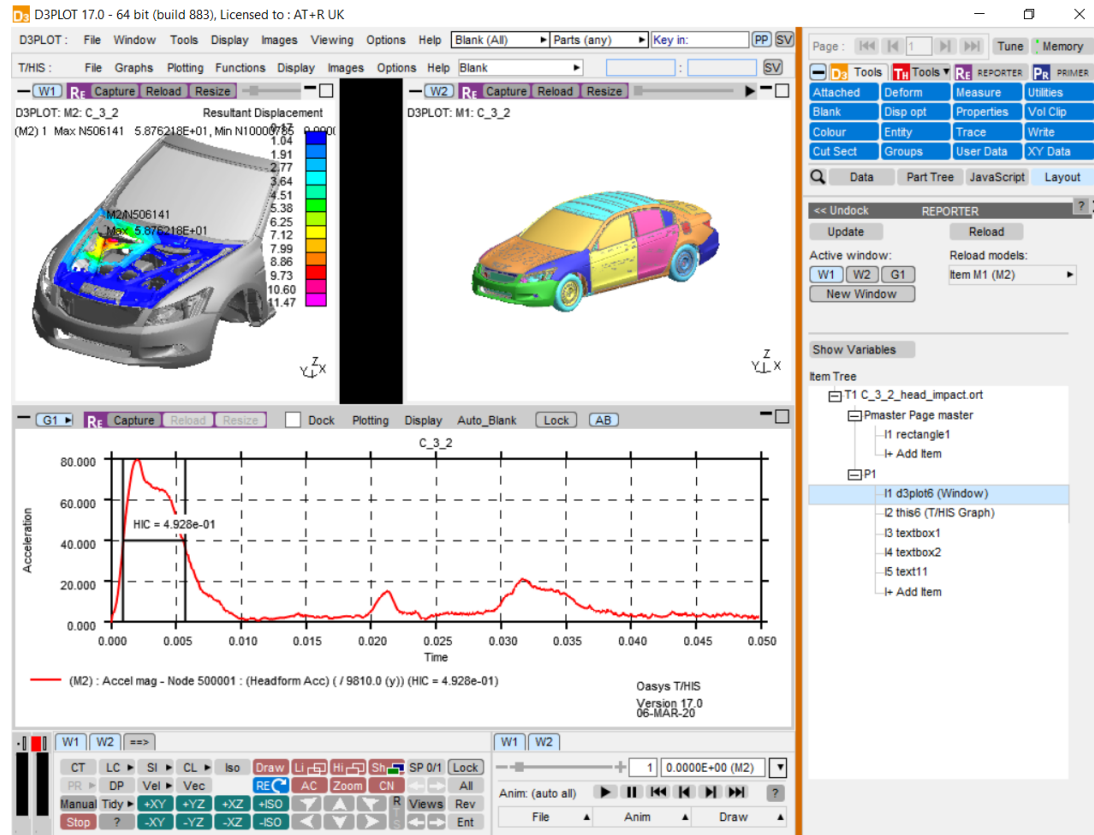 D3PLOT 17.0 - 64 bit (build 883), Licensed to : AT+R UK
D3PLOT : File Window Tools Display Images Viewing Options Help Blank (All) Parts (any) Key in: PP SV
T/HIS : File Graphs Plotting Functions Display Images Options Help Blank : SV
W1 RE Capture Reload Resize
D3PLOT: M2: C_3_2 Resultant Displacement
(M2) 1 Max N506141 5.876218E+01, Min N10000785 0.0000
0.17
1.04
1.91
2.77
3.64
4.51
5.38
6.25
7.12
7.99
8.86
9.73
10.60
11.47
M2/N506141
Max 5.876218E+01
Z
Y X
W2 RE Capture Reload Resize
D3PLOT: M1: C_3_2
Z
Y X
G1 RE Capture Reload Resize Dock Plotting Display Auto_Blank Lock AB
C_3_2
Acceleration
80.000
60.000
40.000
20.000
0.000
HIC = 4.928e-01
0.000 0.005 0.010 0.015 0.020 0.025 0.030 0.035 0.040 0.045 0.050
Time
(M2) : Accel mag - Node 500001 : (Headform Acc) ( / 9810.0 (y)) (HIC = 4.928e-01)
Oasys T/HIS
Version 17.0
06-MAR-20
W1 W2 ==>
CT LC SI CL Iso Draw Li Hi Sh SP 0/1 Lock
PR DP Vel Vec RE AC Zoom CN All
Manual Tidy +XY +YZ +XZ +ISO R Views Rev
Stop ? -XY -YZ -XZ -ISO T S Ent
W1 W2
1 0.0000E+00 (M2)
Anim: (auto all) ?
File Anim Draw
Page : 1 Tune Memory
D3 Tools TH Tools RE REPORTER PR PRIMER
Attached Deform Measure Utilities
Blank Disp opt Properties Vol Clip
Colour Entity Trace Write
Cut Sect Groups User Data XY Data
Data Part Tree JavaScript Layout
<< Undock REPORTER ?
Update Reload
Active window: Reload models:
W1 W2 G1 Item M1 (M2)
New Window
Show Variables
Item Tree
T1 C_3_2_head_impact.ort
Pmaster Page master
I1 rectangle1
I+ Add Item
P1
I1 d3plot6 (Window)
I2 this6 (T/HIS Graph)
I3 textbox1
I4 textbox2
I5 text11
I+ Add Item